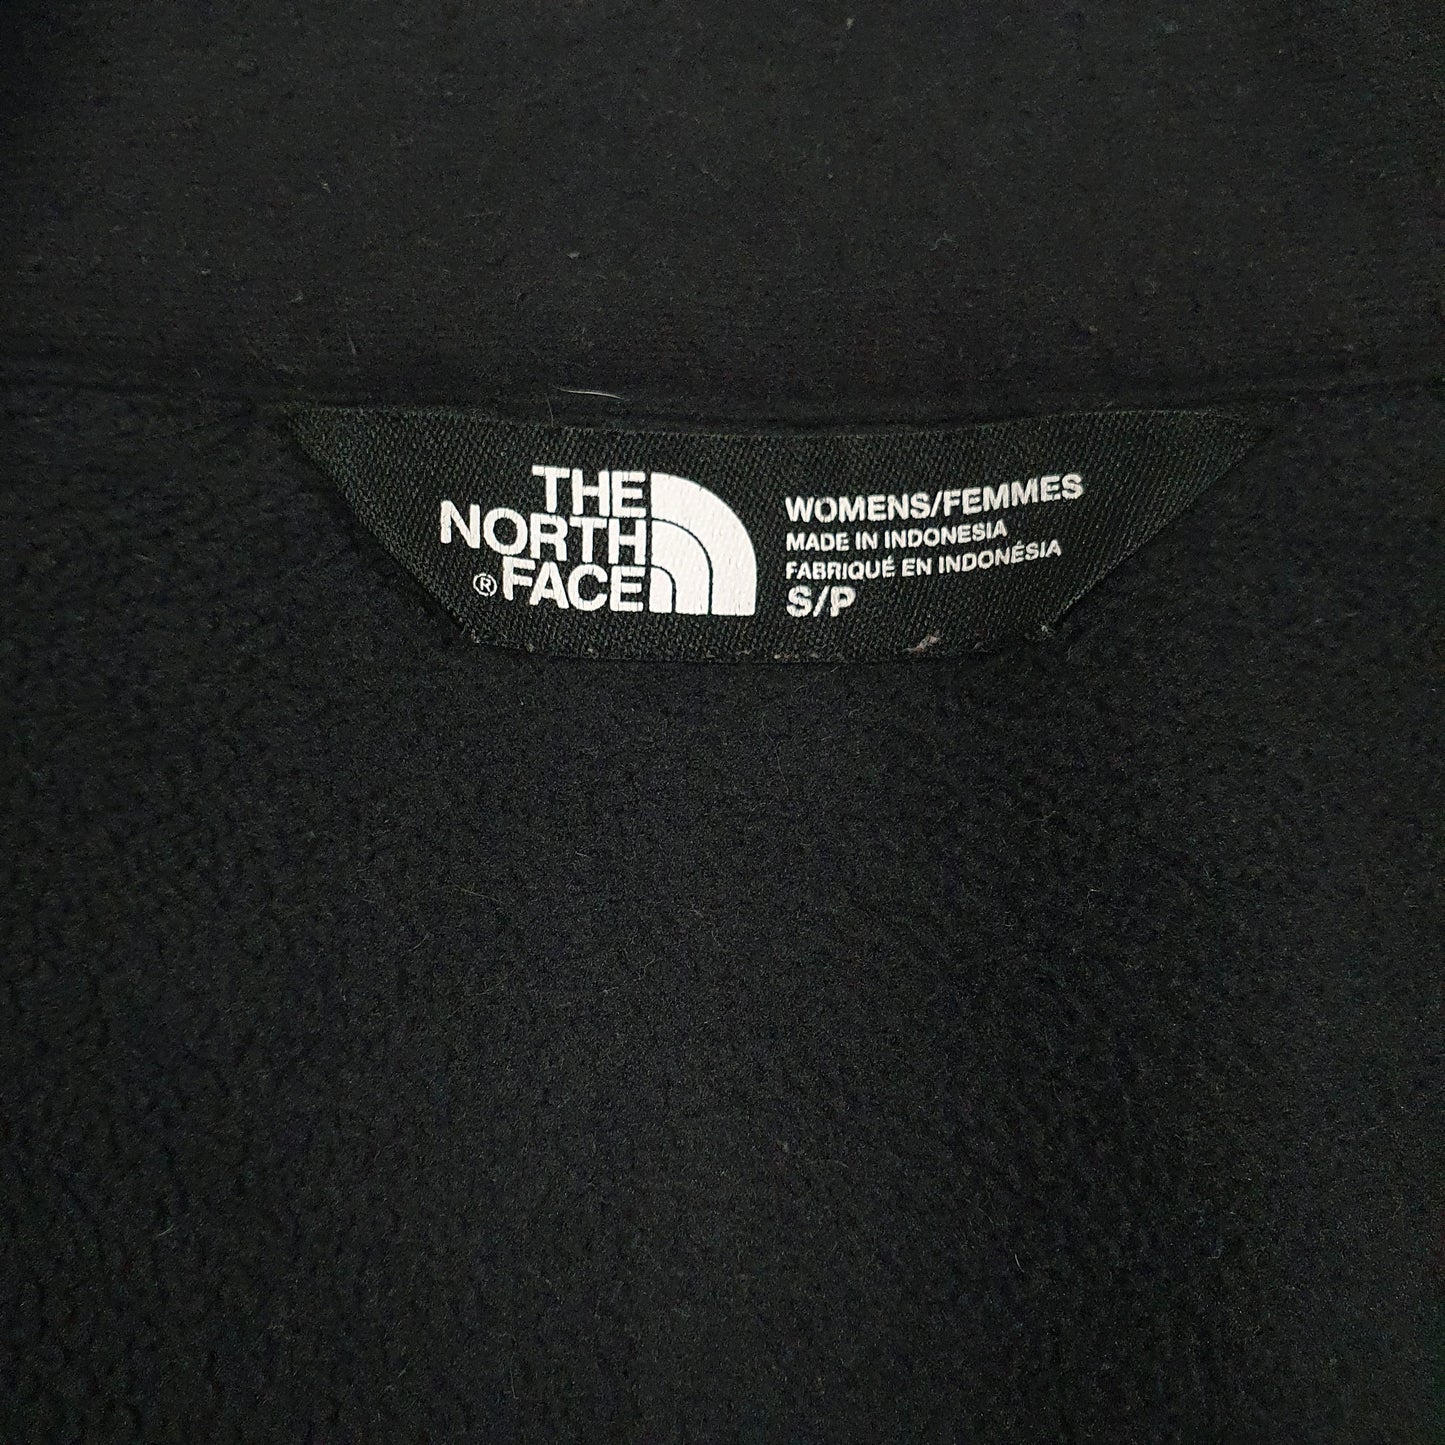 THE
NORTH
® FACE
WOMENS/FEMMES
MADE IN INDONESIA
FABRIQUÉ EN INDONÉSIA
S/P